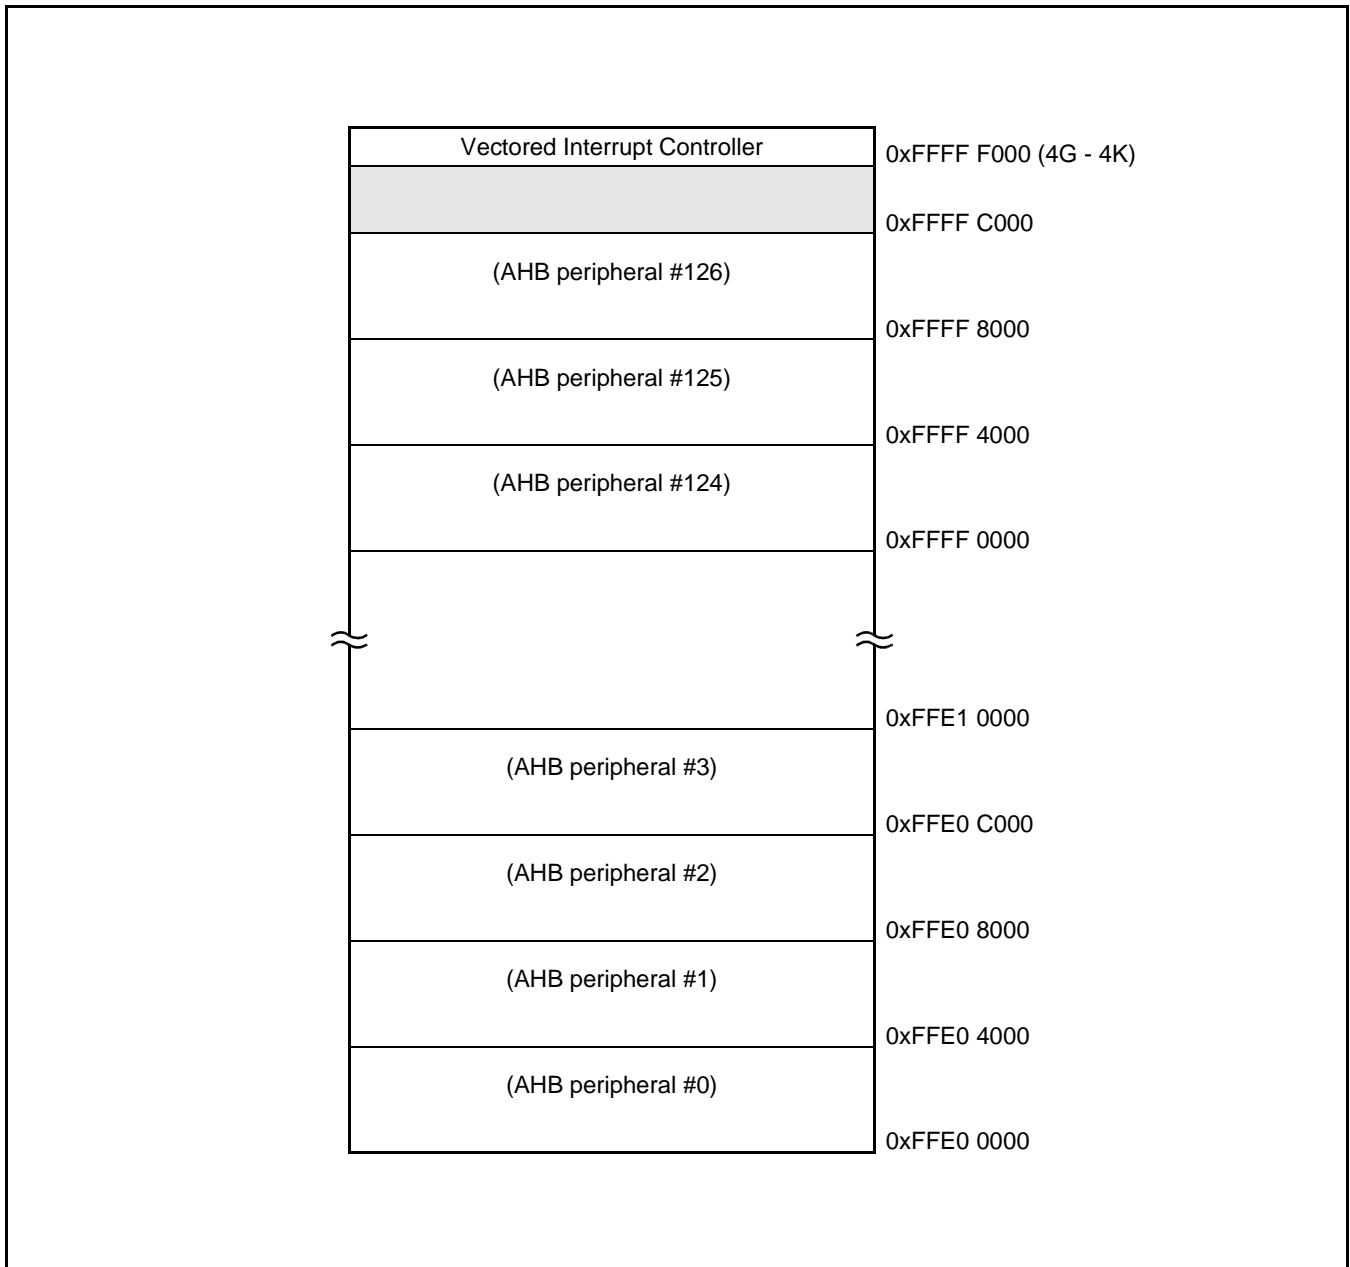 Vectored Interrupt Controller
0xFFFF F000 (4G - 4K)
0xFFFF C000
(AHB peripheral #126)
0xFFFF 8000
(AHB peripheral #125)
0xFFFF 4000
(AHB peripheral #124)
0xFFFF 0000
0xFFE1 0000
(AHB peripheral #3)
0xFFE0 C000
(AHB peripheral #2)
0xFFE0 8000
(AHB peripheral #1)
0xFFE0 4000
(AHB peripheral #0)
0xFFE0 0000